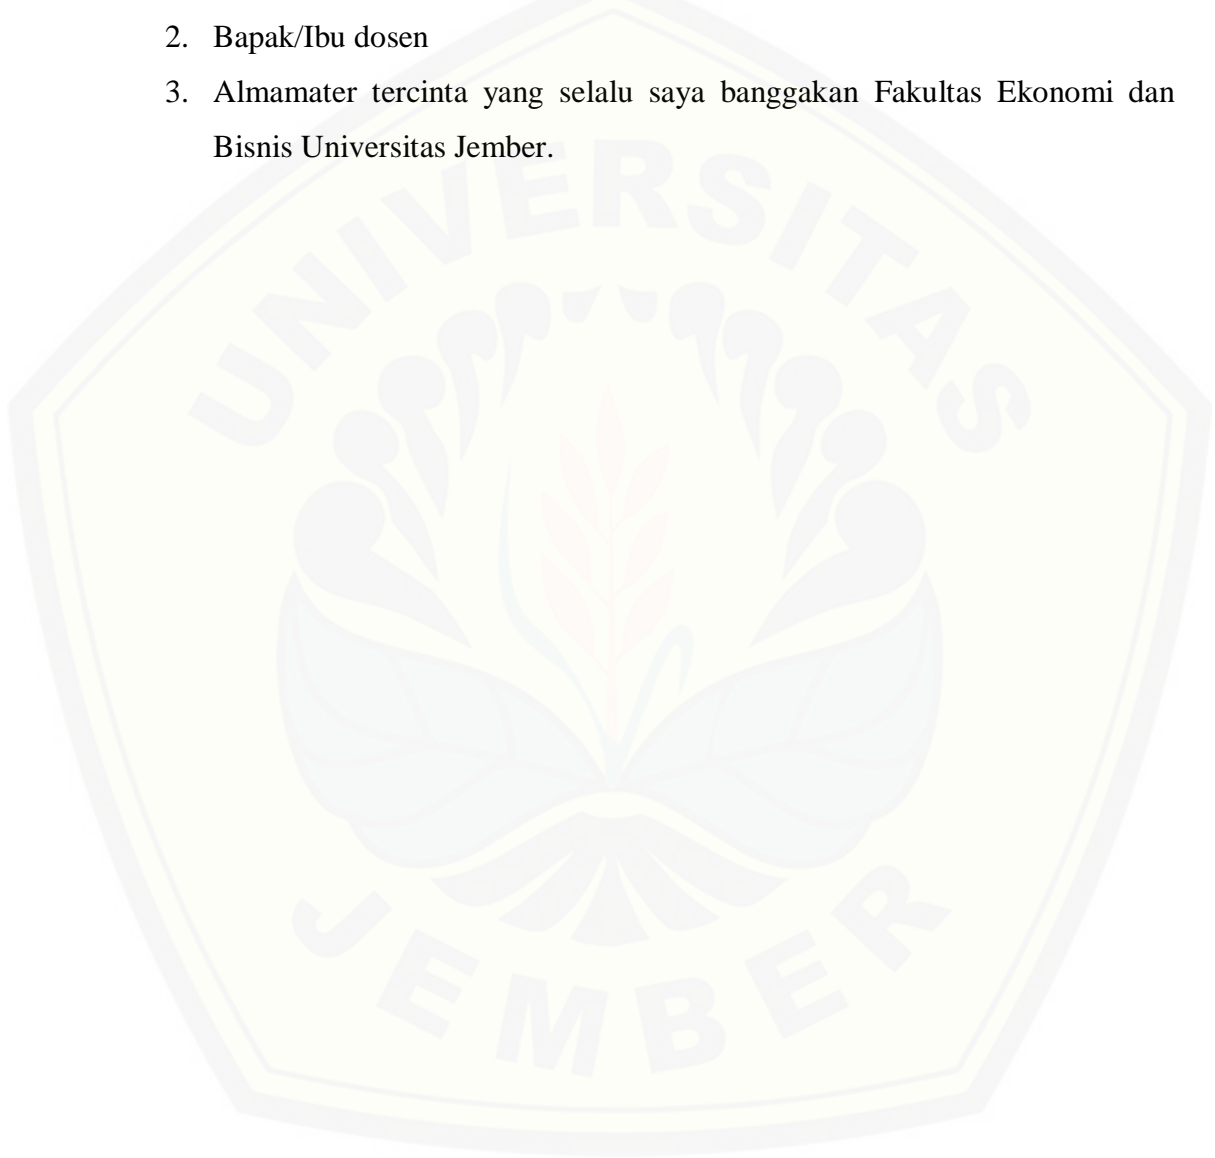 2. Bapak/Ibu dosen
3. Almamater tercinta yang selalu saya banggakan Fakultas Ekonomi dan
Bisnis Universitas Jember.
UNIVERSITAS
JEMBER